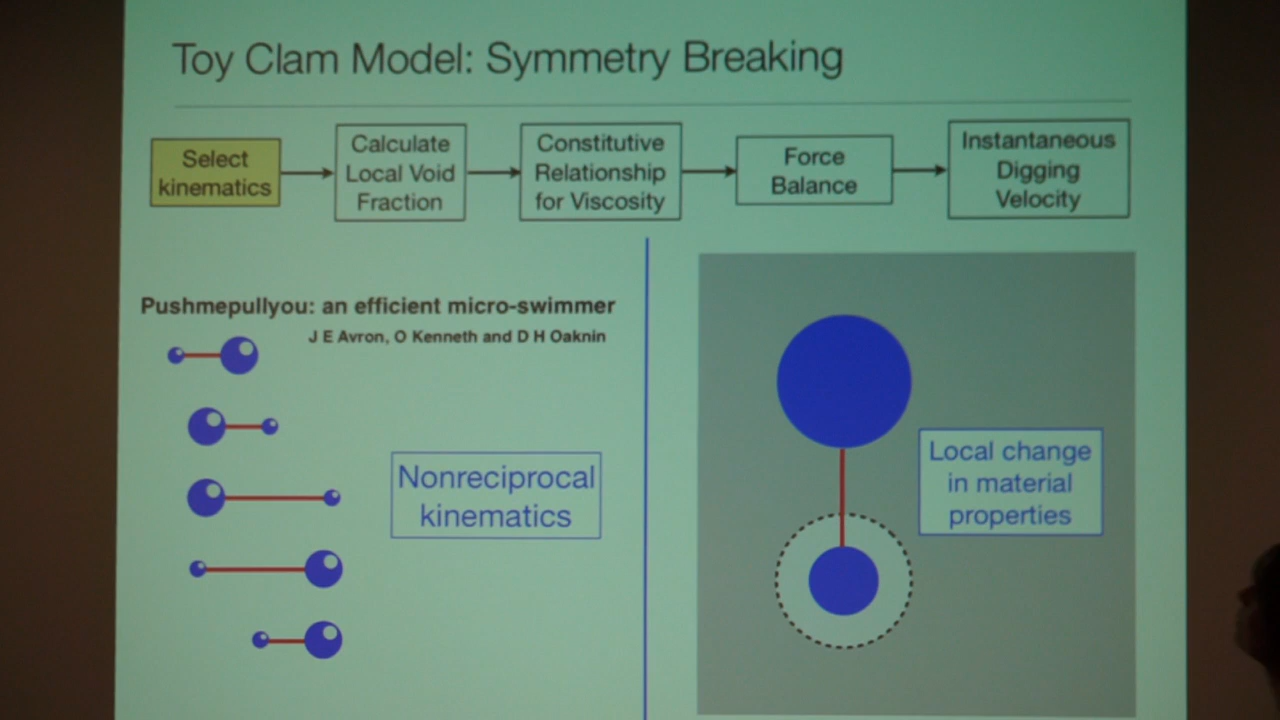 Toy Clam Model: Symmetry Breaking
Select
kinematics
Calculate
Local Void
Fraction
Constitutive
Relationship
for Viscosity
Force
Balance
Instantaneous
Digging
Velocity
Pushmepullyou: an efficient micro-swimmer
J E Avron, O Kenneth and D H Oaknin
Nonreciprocal
kinematics
Local change
in material
properties